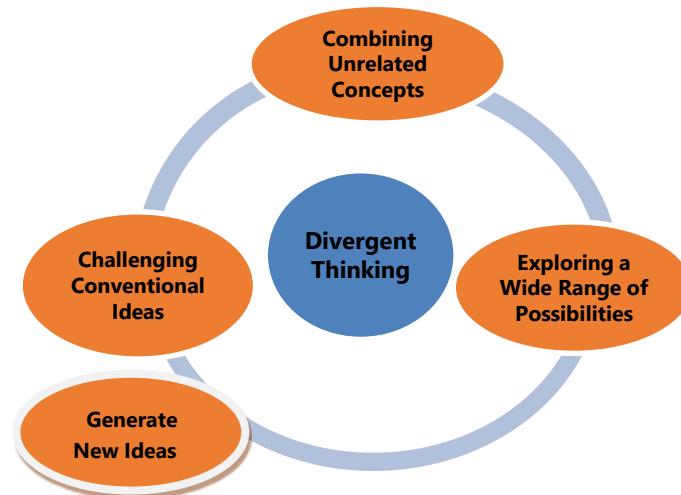 Combining
Unrelated
Concepts
Divergent
Thinking
Challenging
Conventional
Ideas
Exploring a
Wide Range of
Possibilities
Generate
New Ideas